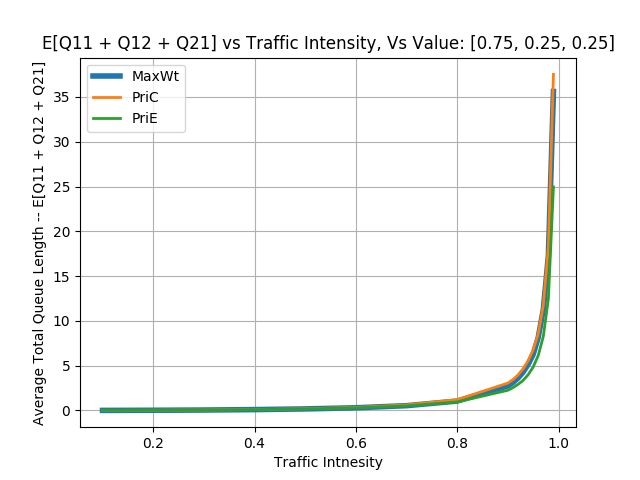 E[Q11 + Q12 + Q21] vs Traffic Intensity, Vs Value: [0.75, 0.25, 0.25]
MaxWt
PriC
PriE
Average Total Queue Length -- E[Q11 + Q12 + Q21]
35
30
25
20
15
10
5
0
0.2 0.4 0.6 0.8 1.0
Traffic Intnesity